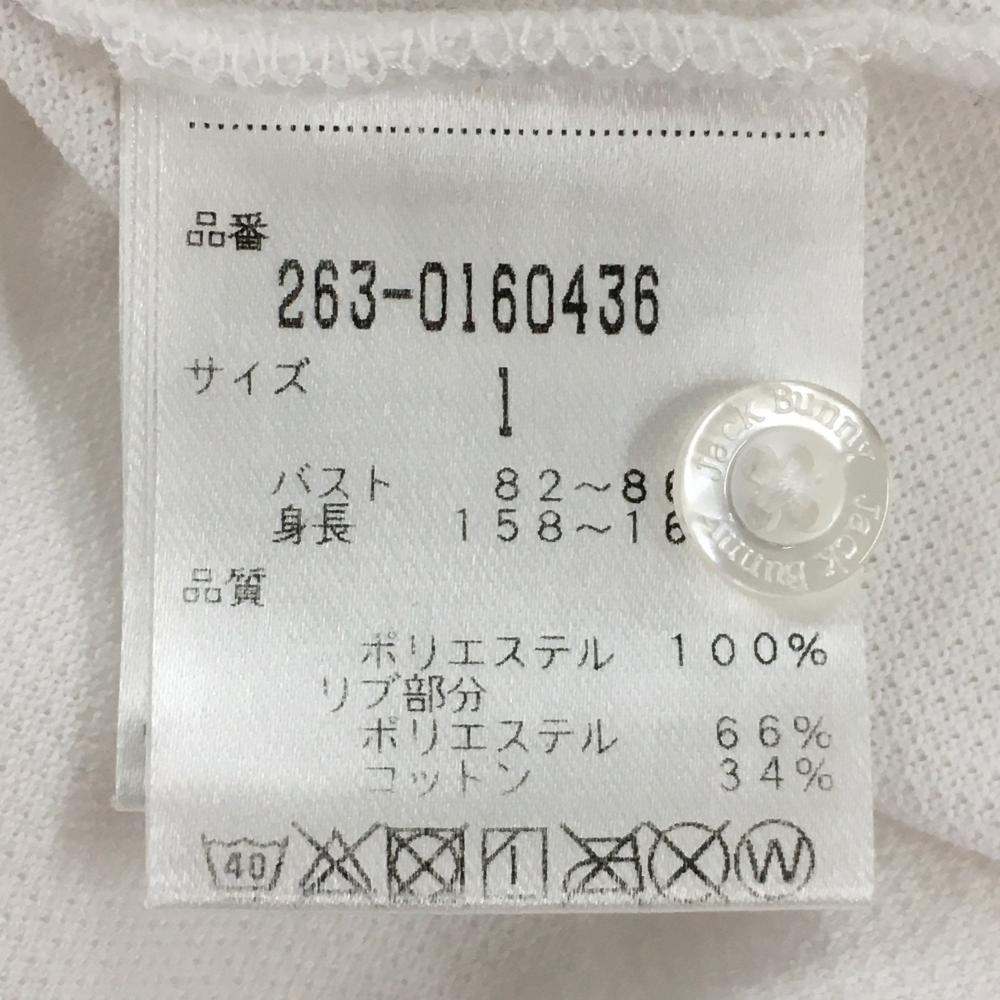 品番
263-0160436
サイズ
1
バスト 82~86
身長 158~16
品質
ポリエステル 100%
リブ部分
ポリエステル 66%
コットン 34%
40
W
Jack Bunny Jack Bunny